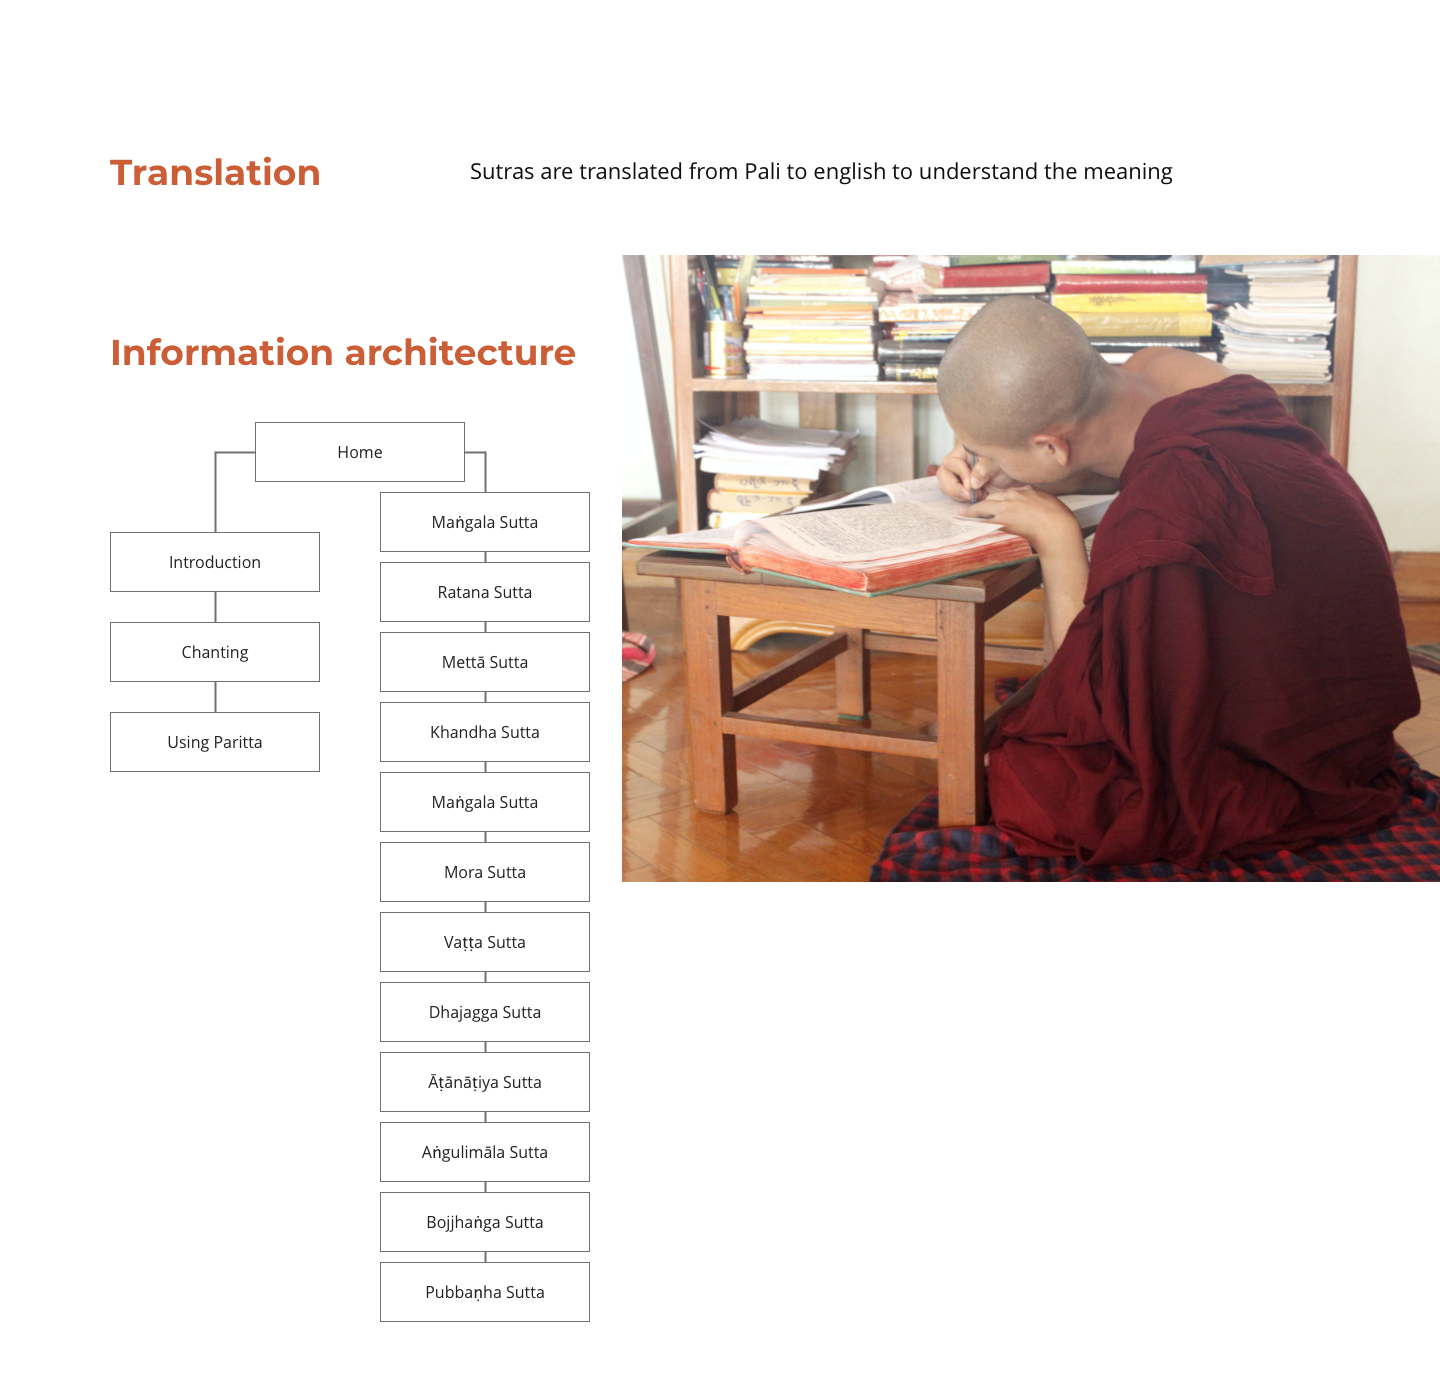 Translation
Sutras are translated from Pali to english to understand the meaning
Information architecture
Home
Introduction
Chanting
Using Paritta
Maṅgala Sutta
Ratana Sutta
Mettā Sutta
Khandha Sutta
Maṅgala Sutta
Mora Sutta
Vaṭṭa Sutta
Dhajagga Sutta
Āṭānāṭiya Sutta
Aṅgulimāla Sutta
Bojjhaṅga Sutta
Pubbaṇha Sutta